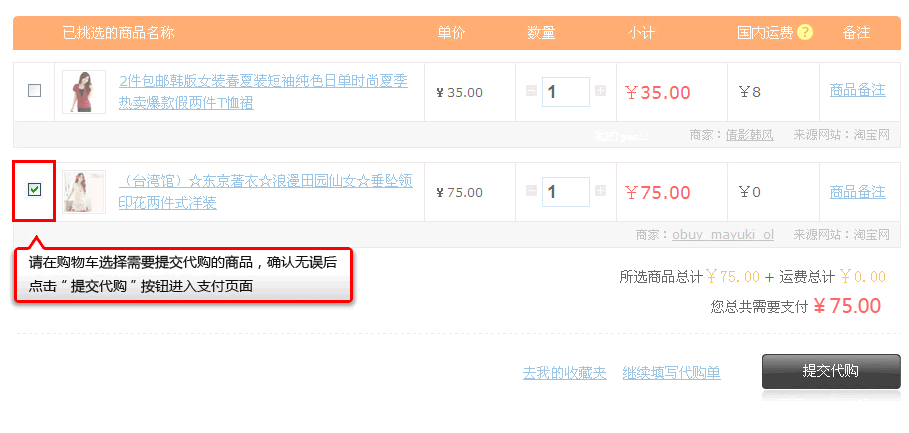 已挑选的商品名称 单价 数量 小计 国内运费 ? 备注
2件包邮韩版女装春夏装短袖纯色日单时尚夏季
热卖爆款假两件T恤裙
¥ 35.00 1 ¥35.00 ¥8 商品备注
商家：倩影韩风 来源网站：淘宝网
（台湾馆）☆东京著衣☆浪漫田园仙女☆垂坠领
印花两件式洋装
¥ 75.00 1 ¥75.00 ¥0 商品备注
商家：obuy_mayuki_ol 来源网站：淘宝网
请在购物车选择需要提交代购的商品，确认无误后
点击“提交代购”按钮进入支付页面
所选商品总计¥75.00 + 运费总计 ¥0.00
您总共需要支付 ¥75.00
去我的收藏夹 继续填写代购单 提交代购